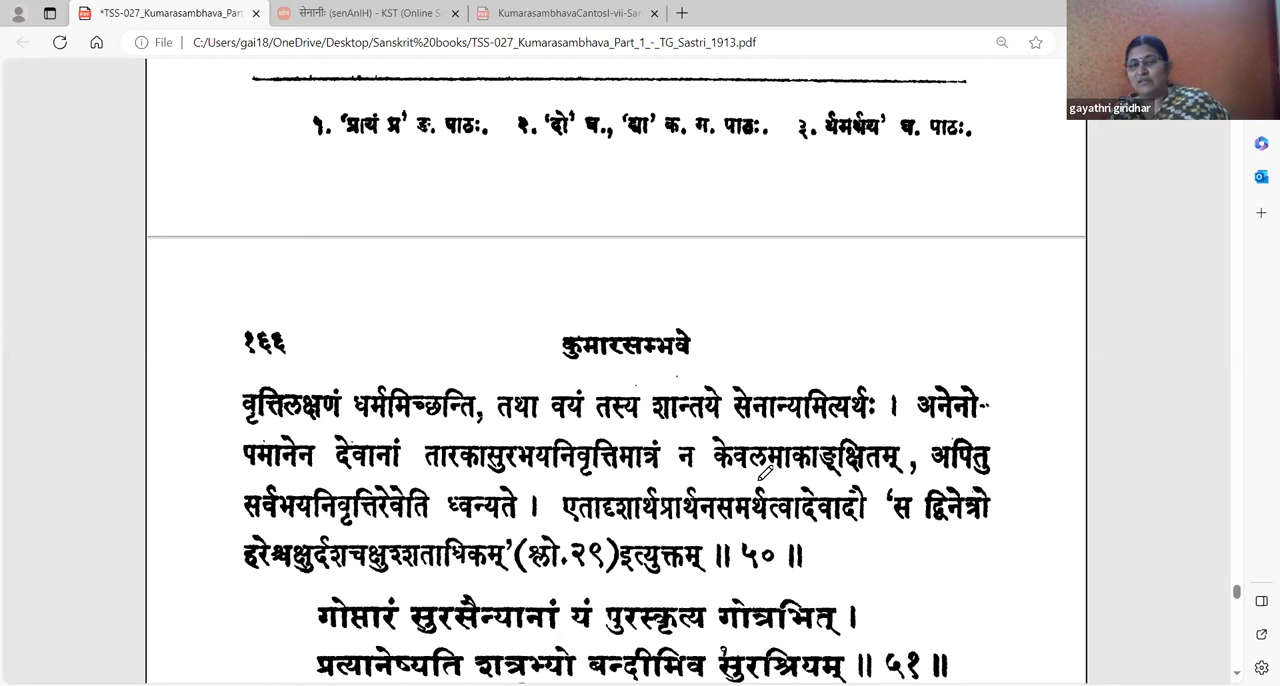 *TSS-027_Kumarasambhava_Part_
सेनानीः (senAnIH) - KST (Online S
KumarasambhavaCantosI-vii-San
File C:/Users/gai18/OneDrive/Desktop/Sanskrit%20books/TSS-027_Kumarasambhava_Part_1_-_TG_Sastri_1913.pdf
gayathri giridhar
१. 'प्रायं प्र' ङ. पाठः. २. 'दो' घ., 'द्या' क. ग. पाठः. ३. र्थमर्थय' घ. पाठः.
१६६ कुमारसम्भवे
वृत्तिलक्षणं धर्ममिच्छन्ति, तथा वयं तस्य शान्तये सेनान्यमित्यर्थः । अनेनो-
पमानेन देवानां तारकासुरभयनिवृत्तिमात्रं न केवलमाकाङ्क्षितम्, अपितु
सर्वभयनिवृत्तिरेवेति ध्वन्यते । एतादृशार्थप्रार्थनसमर्थत्वादेवादौ 'स द्विनेत्रो
हरेश्चक्षुर्दशचक्षुश्शताधिकम्' (श्लो.२९) इत्युक्तम् ॥ ५० ॥
गोप्तारं सुरसैन्यानां यं पुरस्कृत्य गोत्रभित् ।
प्रत्यानेष्यति शत्रुभ्यो बन्दीमिव सुरश्रियम् ॥ ५१ ॥